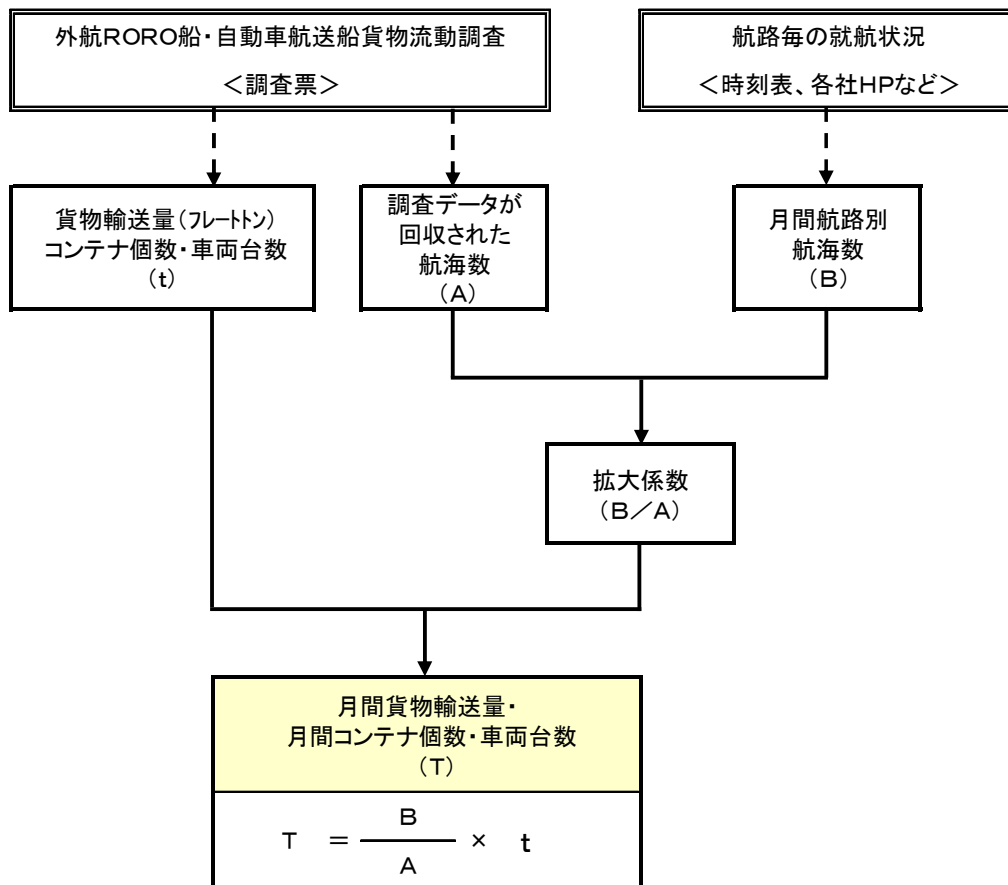 外航RORO船・自動車航送船貨物流動調査
＜調査票＞
航路毎の就航状況
＜時刻表、各社HPなど＞
貨物輸送量（フレートトン）
コンテナ個数・車両台数
（t）
調査データが
回収された
航海数
（A）
月間航路別
航海数
（B）
拡大係数
（B／A）
月間貨物輸送量・
月間コンテナ個数・車両台数
（T）
B
T ＝ × t
A